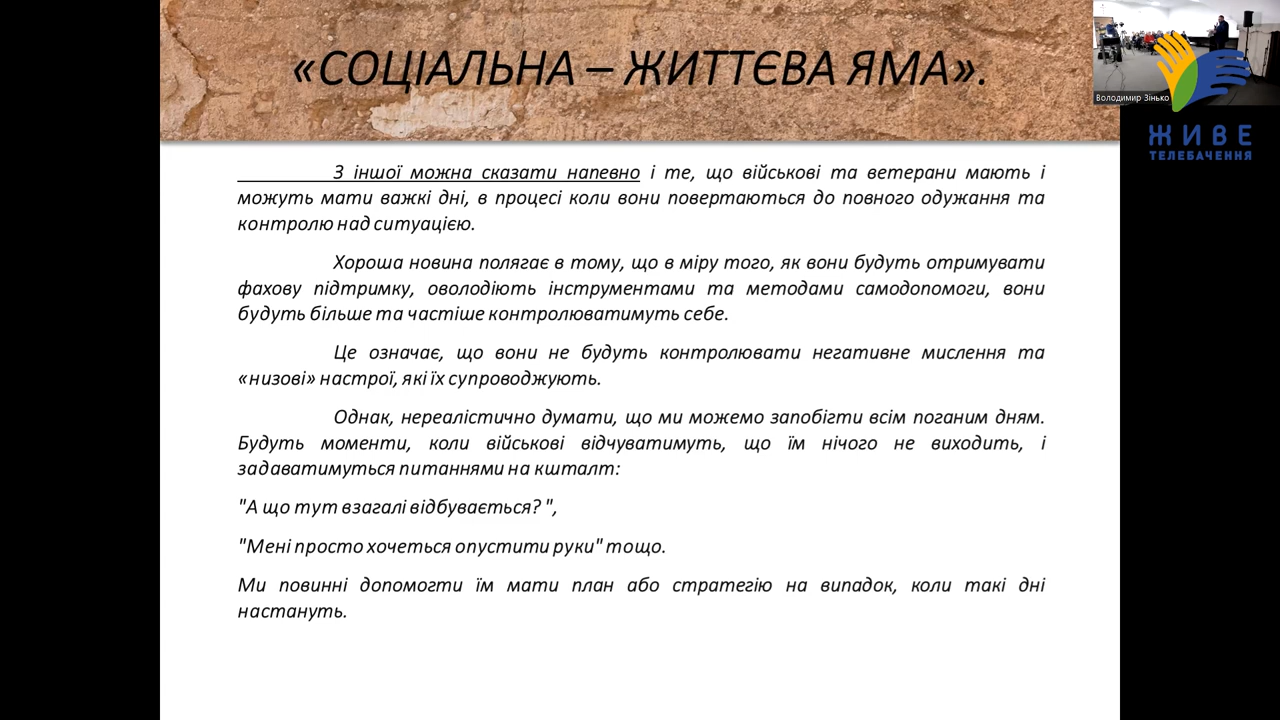 «СОЦІАЛЬНА – ЖИТТЄВА ЯМА».
Володимир Зінько
ЖИВЕ
ТЕЛЕБАЧЕННЯ
З іншої можна сказати напевно і те, що військові та ветерани мають і
можуть мати важкі дні, в процесі коли вони повертаються до повного одужання та
контролю над ситуацією.
Хороша новина полягає в тому, що в міру того, як вони будуть отримувати
фахову підтримку, оволодіють інструментами та методами самодопомоги, вони
будуть більше та частіше контролюватимуть себе.
Це означає, що вони не будуть контролювати негативне мислення та
«низові» настрої, які їх супроводжують.
Однак, нереалістично думати, що ми можемо запобігти всім поганим дням.
Будуть моменти, коли військові відчуватимуть, що їм нічого не виходить, і
задаватимуться питаннями на кшталт:
"А що тут взагалі відбувається? ",
"Мені просто хочеться опустити руки" тощо.
Ми повинні допомогти їм мати план або стратегію на випадок, коли такі дні
настануть.